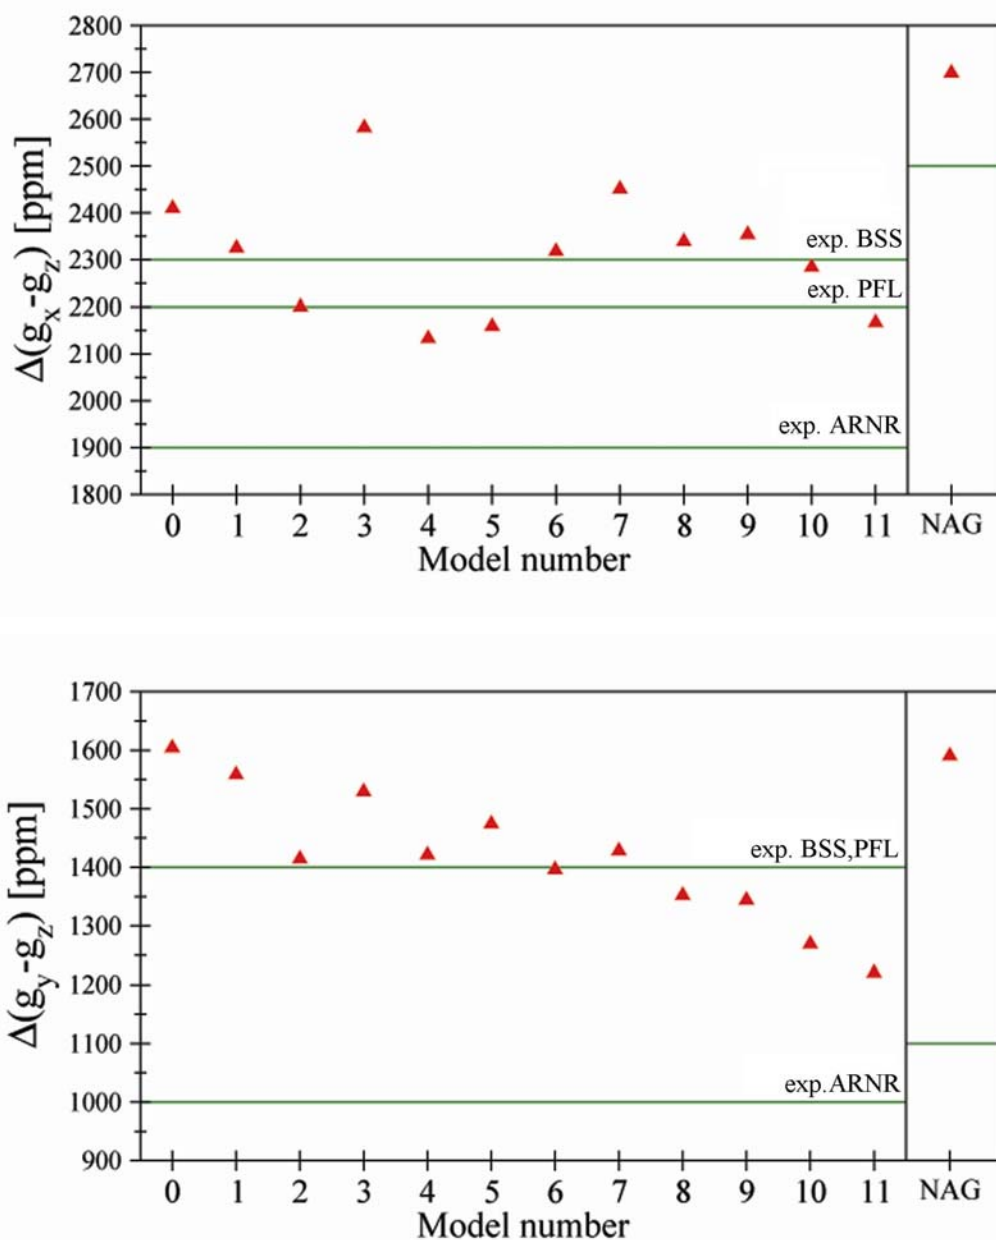 2800
2700
2600
2500
2400
2300
2200
2100
2000
1900
1800
Δ(gx-gz) [ppm]
exp. BSS
exp. PFL
exp. ARNR
0 1 2 3 4 5 6 7 8 9 10 11 NAG
Model number
1700
1600
1500
1400
1300
1200
1100
1000
900
Δ(gy-gz) [ppm]
exp. BSS,PFL
exp.ARNR
0 1 2 3 4 5 6 7 8 9 10 11 NAG
Model number